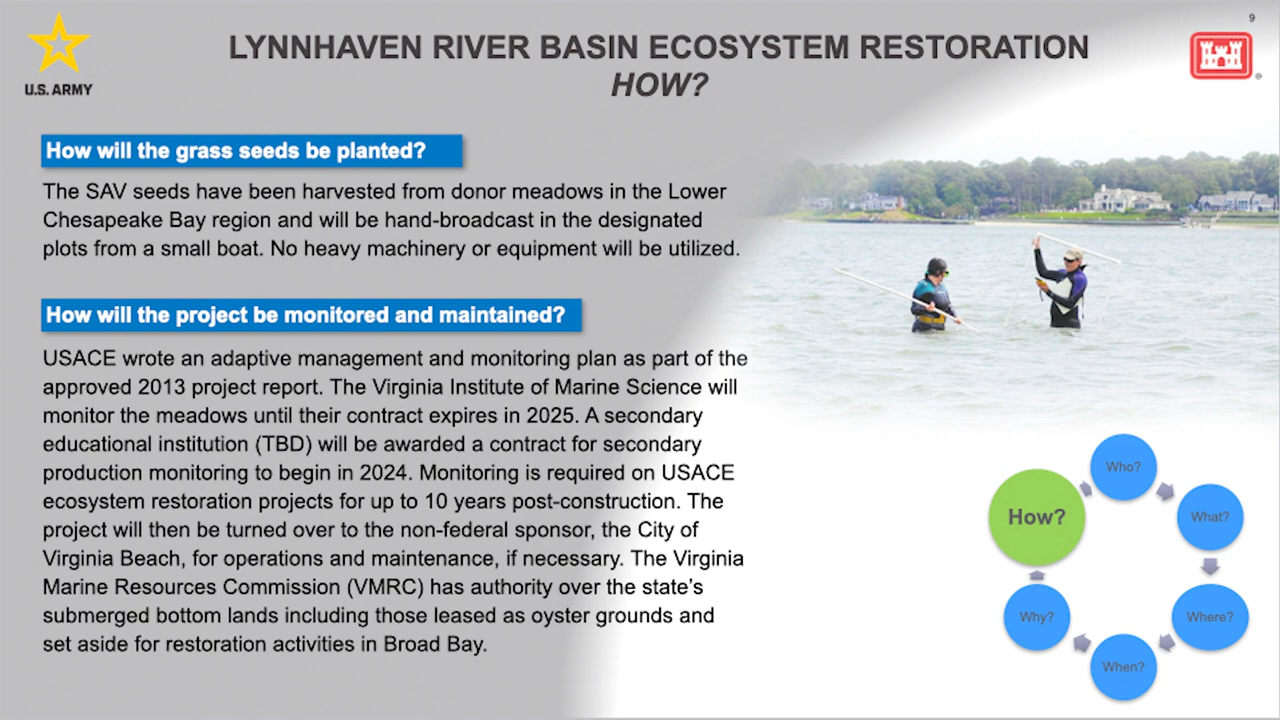 9
U.S. ARMY
LYNNHAVEN RIVER BASIN ECOSYSTEM RESTORATION
HOW?
®
How will the grass seeds be planted?
The SAV seeds have been harvested from donor meadows in the Lower
Chesapeake Bay region and will be hand-broadcast in the designated
plots from a small boat. No heavy machinery or equipment will be utilized.
How will the project be monitored and maintained?
USACE wrote an adaptive management and monitoring plan as part of the
approved 2013 project report. The Virginia Institute of Marine Science will
monitor the meadows until their contract expires in 2025. A secondary
educational institution (TBD) will be awarded a contract for secondary
production monitoring to begin in 2024. Monitoring is required on USACE
ecosystem restoration projects for up to 10 years post-construction. The
project will then be turned over to the non-federal sponsor, the City of
Virginia Beach, for operations and maintenance, if necessary. The Virginia
Marine Resources Commission (VMRC) has authority over the state's
submerged bottom lands including those leased as oyster grounds and
set aside for restoration activities in Broad Bay.
Who?
What?
Where?
When?
Why?
How?